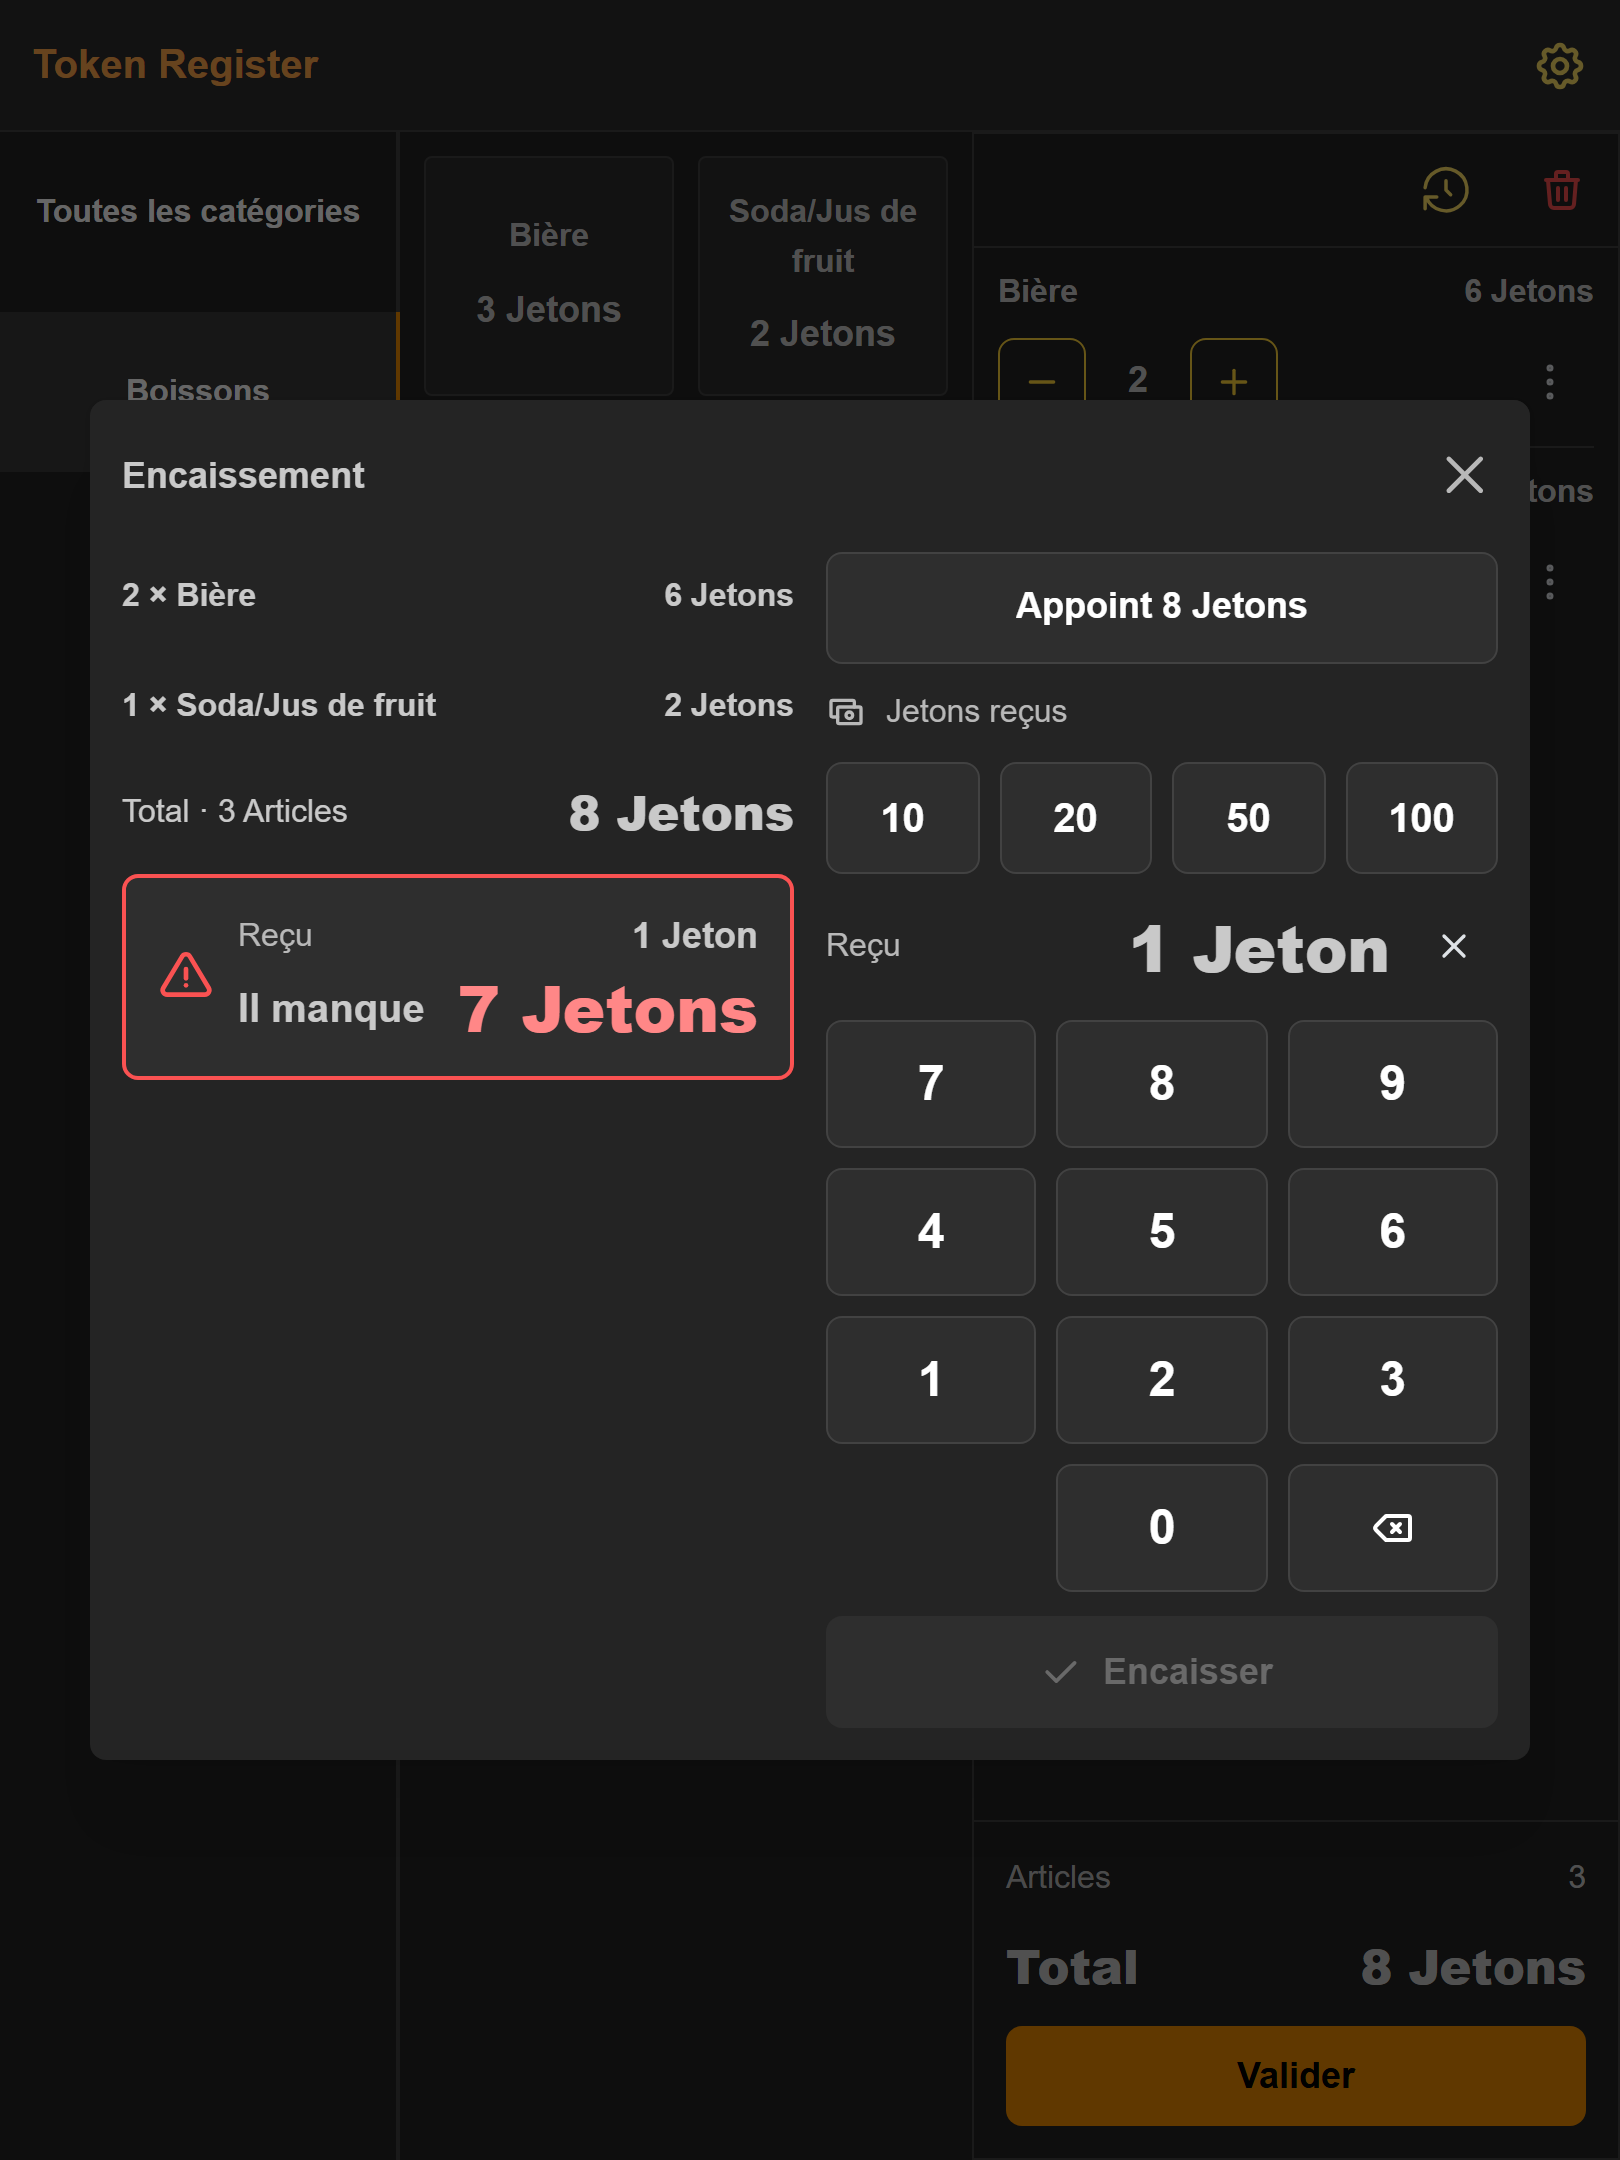 Token Register
Toutes les catégories
Boissons
Bière
3 Jetons
Soda/Jus de
fruit
2 Jetons
Bière 6 Jetons
2
tons
Encaissement
2 × Bière 6 Jetons
1 × Soda/Jus de fruit 2 Jetons
Total · 3 Articles 8 Jetons
Reçu 1 Jeton
Il manque 7 Jetons
Appoint 8 Jetons
Jetons reçus
10 20 50 100
Reçu 1 Jeton
7 8 9
4 5 6
1 2 3
0
Encaisser
Articles 3
Total 8 Jetons
Valider